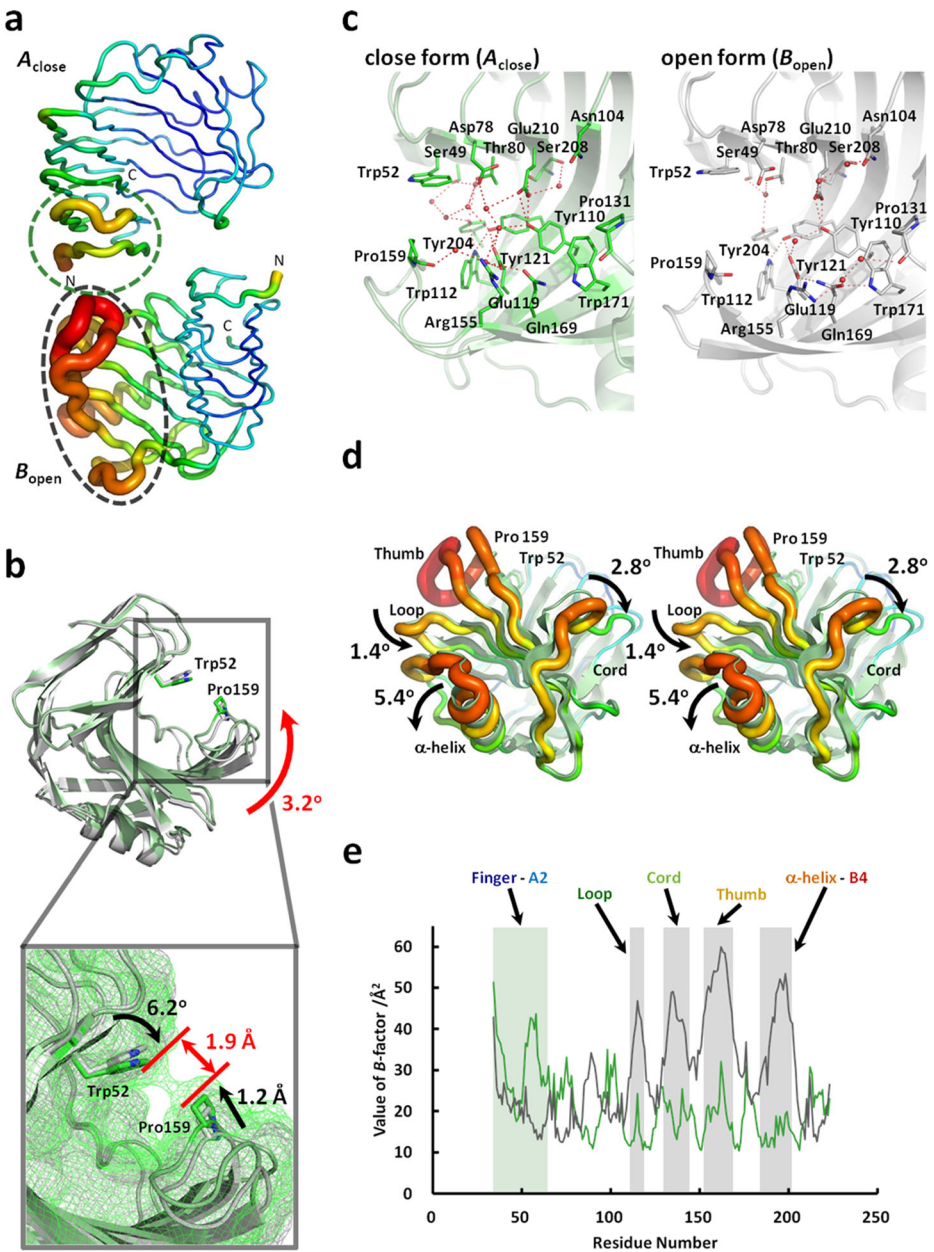 a
A close
C
N
N
C
B open
b
Trp52
Pro159
3.2°
6.2°
1.9 Å
Trp52
1.2 Å
Pro159
c
close form (A close)
open form (B open)
Asp78 Glu210 Asn104
Ser49 Thr80 Ser208
Trp52
Pro131
Tyr110
Tyr204
Pro159
Tyr121
Trp112
Glu119
Trp171
Arg155
Gln169
Asp78 Glu210 Asn104
Ser49 Thr80 Ser208
Trp52
Pro131
Tyr110
Tyr204
Pro159
Tyr121
Trp112
Glu119
Trp171
Arg155
Gln169
d
Thumb
Pro 159
Trp 52
2.8°
Loop
1.4°
Cord
5.4°
α-helix
Thumb
Pro 159
Trp 52
2.8°
Loop
1.4°
Cord
5.4°
α-helix
e
Finger - A2
Loop
Cord
Thumb
α-helix - B4
Value of B-factor /Å²
60
50
40
30
20
10
0
0 50 100 150 200 250
Residue Number